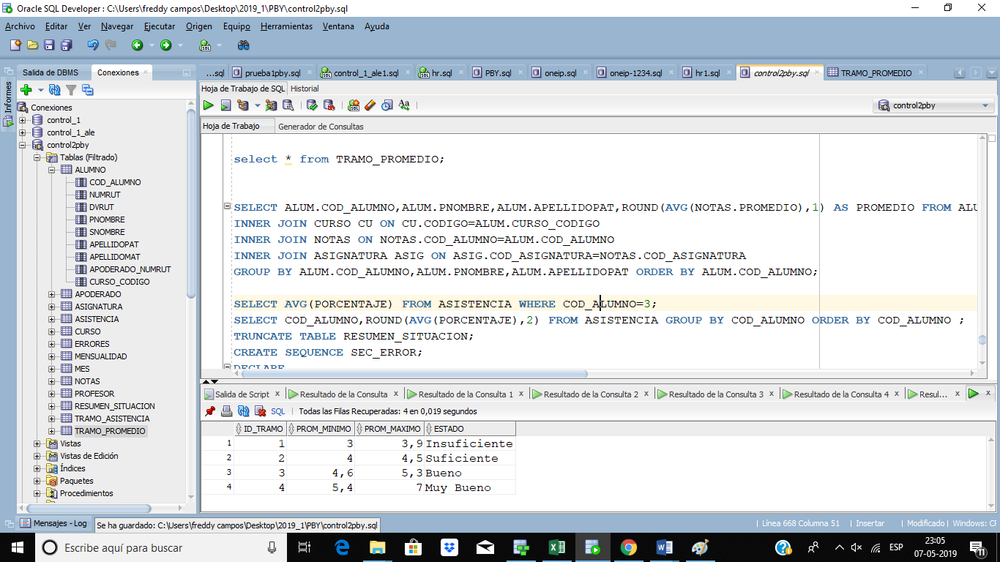 Oracle SQL Developer : C:\Users\freddy campos\Desktop\2019_1\PBY\control2pby.sql
Archivo Editar Ver Navegar Ejecutar Origen Equipo Herramientas Ventana Ayuda
Salida de DBMS Conexiones
...sql prueba1pby.sql control_1_ale1.sql hr.sql PBY.sql oneip.sql oneip-1234.sql hr1.sql control2pby.sql TRAMO_PROMEDIO
Informes
Hoja de Trabajo de SQL Historial
control2pby
Hoja de Trabajo Generador de Consultas
Conexiones
control_1
control_1_ale
control2pby
Tablas (Filtrado)
ALUMNO
COD_ALUMNO
NUMRUT
DVRUT
PNOMBRE
SNOMBRE
APELLIDOPAT
APELLIDOMAT
APODERADO_NUMRUT
CURSO_CODIGO
APODERADO
ASIGNATURA
ASISTENCIA
CURSO
ERRORES
MENSUALIDAD
MES
NOTAS
PROFESOR
RESUMEN_SITUACION
TRAMO_ASISTENCIA
TRAMO_PROMEDIO
Vistas
Vistas de Edición
Índices
Paquetes
Procedimientos
select * from TRAMO_PROMEDIO;
SELECT ALUM.COD_ALUMNO,ALUM.PNOMBRE,ALUM.APELLIDOPAT,ROUND(AVG(NOTAS.PROMEDIO),1) AS PROMEDIO FROM ALU
INNER JOIN CURSO CU ON CU.CODIGO=ALUM.CURSO_CODIGO
INNER JOIN NOTAS ON NOTAS.COD_ALUMNO=ALUM.COD_ALUMNO
INNER JOIN ASIGNATURA ASIG ON ASIG.COD_ASIGNATURA=NOTAS.COD_ASIGNATURA
GROUP BY ALUM.COD_ALUMNO,ALUM.PNOMBRE,ALUM.APELLIDOPAT ORDER BY ALUM.COD_ALUMNO;
SELECT AVG(PORCENTAJE) FROM ASISTENCIA WHERE COD_ALUMNO=3;
SELECT COD_ALUMNO,ROUND(AVG(PORCENTAJE),2) FROM ASISTENCIA GROUP BY COD_ALUMNO ORDER BY COD_ALUMNO ;
TRUNCATE TABLE RESUMEN_SITUACION;
CREATE SEQUENCE SEC_ERROR;
DECLARE
Salida de Script Resultado de la Consulta Resultado de la Consulta 1 Resultado de la Consulta 2 Resultado de la Consulta 3 Resultado de la Consulta 4 Resul...
SQL Todas las Filas Recuperadas: 4 en 0,019 segundos
ID_TRAMO PROM_MINIMO PROM_MAXIMO ESTADO
1 1 3 3,9 Insuficiente
2 2 4 4,5 Suficiente
3 3 4,6 5,3 Bueno
4 4 5,4 7 Muy Bueno
Mensajes - Log Se ha guardado: C:\Users\freddy campos\Desktop\2019_1\PBY\control2pby.sql
Línea 668 Columna 51 Insertar Modificado Windows: CF
Escribe aquí para buscar
ESP
23:05
07-05-2019
11